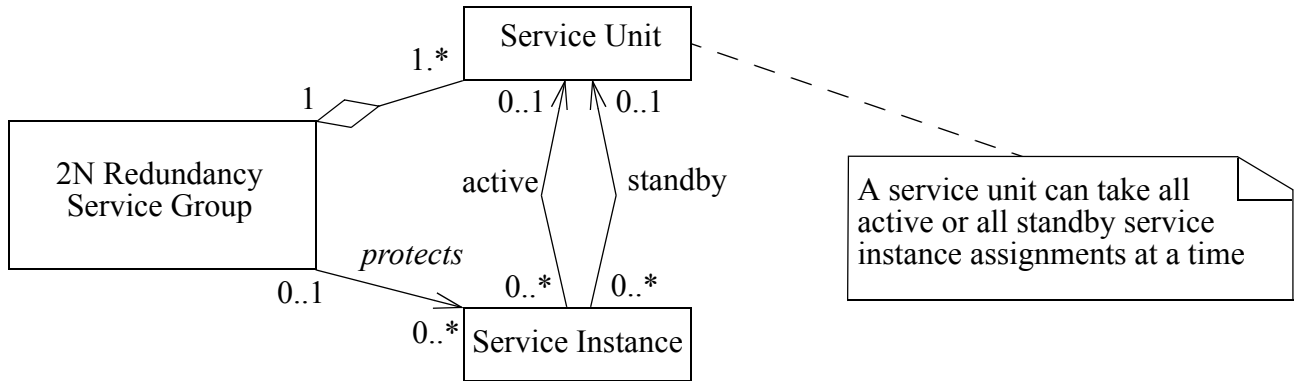 Service Unit
1.*
1
0..1
0..1
2N Redundancy
Service Group
active
standby
A service unit can take all
active or all standby service
instance assignments at a time
protects
0..1
0..*
0..*
0..*
Service Instance